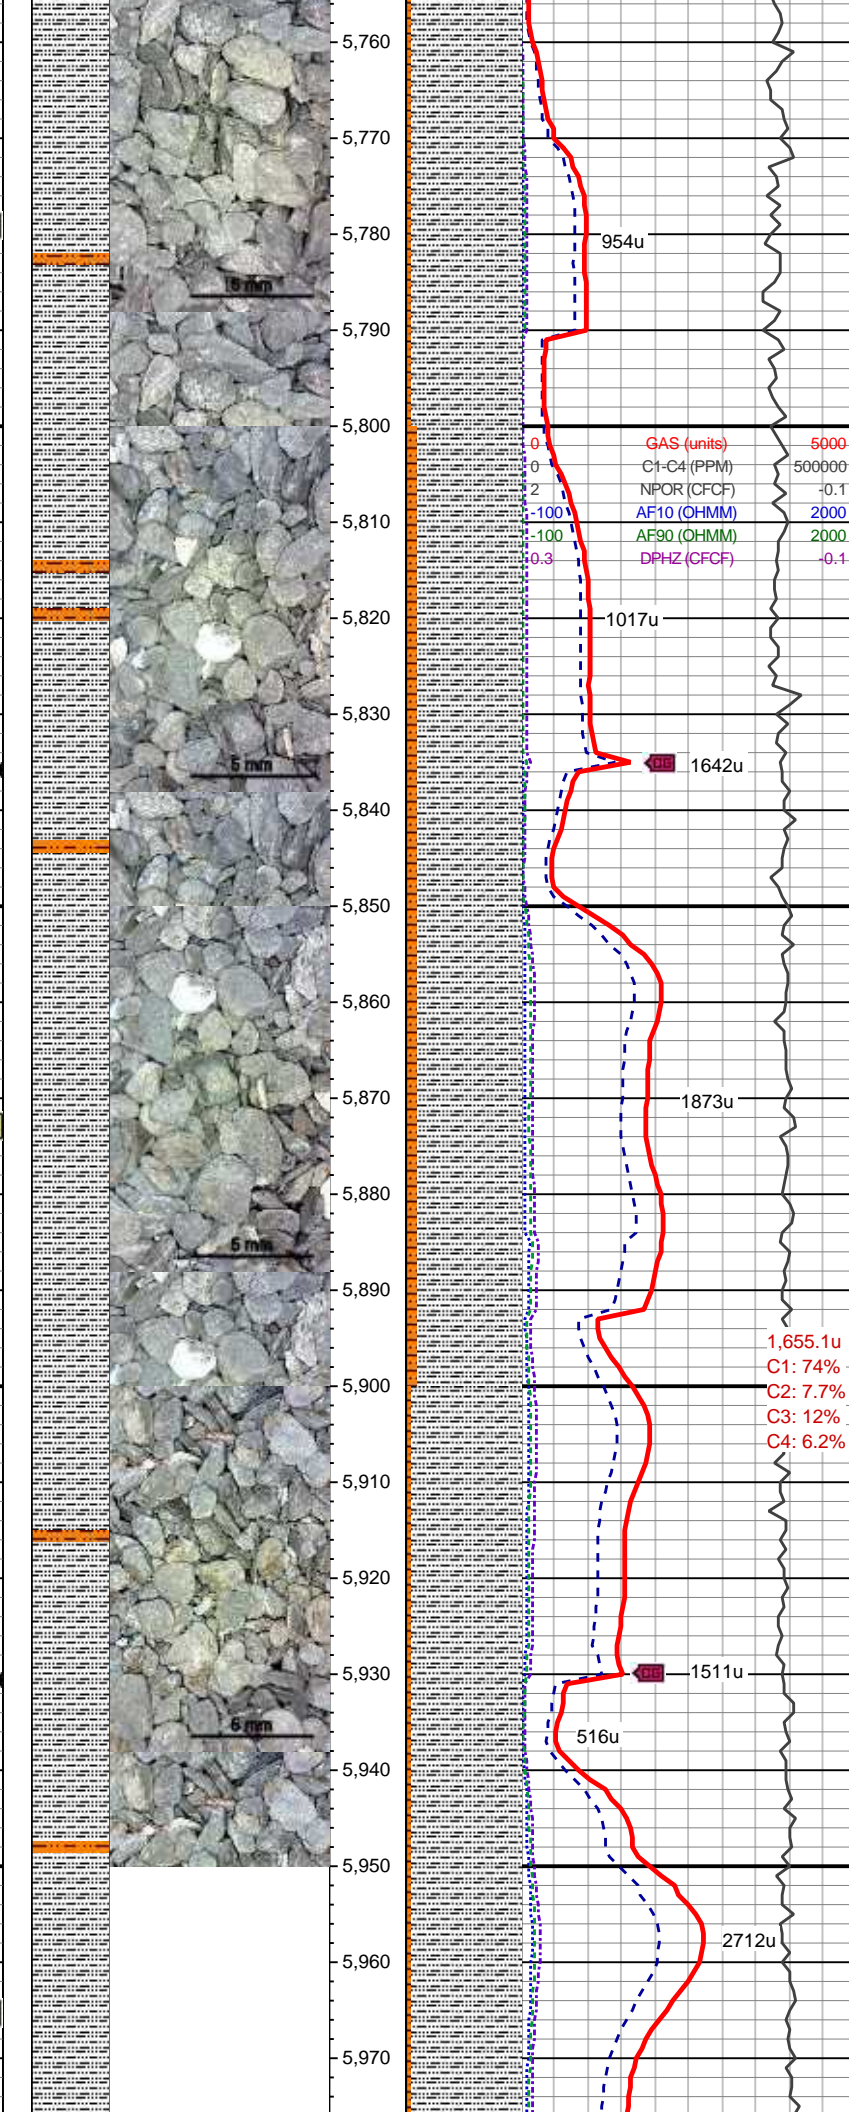 5,760
5,770
5,780
954u
5 mm
5,790
5,800
0 GAS (units) 5000
0 C1-C4 (PPM) 500000
2 NPOR (CFCF) -0.1
-100 AF10 (OHMM) 2000
5,810
-100 AF90 (OHMM) 2000
0.3 DPHZ (CFCF) -0.1
5,820
1017u
5,830
5 mm
CG 1642u
5,840
5,850
5,860
5,870
1873u
5,880
5 mm
5,890
1,655.1u
C1: 74%
5,900
C2: 7.7%
C3: 12%
C4: 6.2%
5,910
5,920
5,930
CG 1511u
5 mm
516u
5,940
5,950
2712u
5,960
5,970